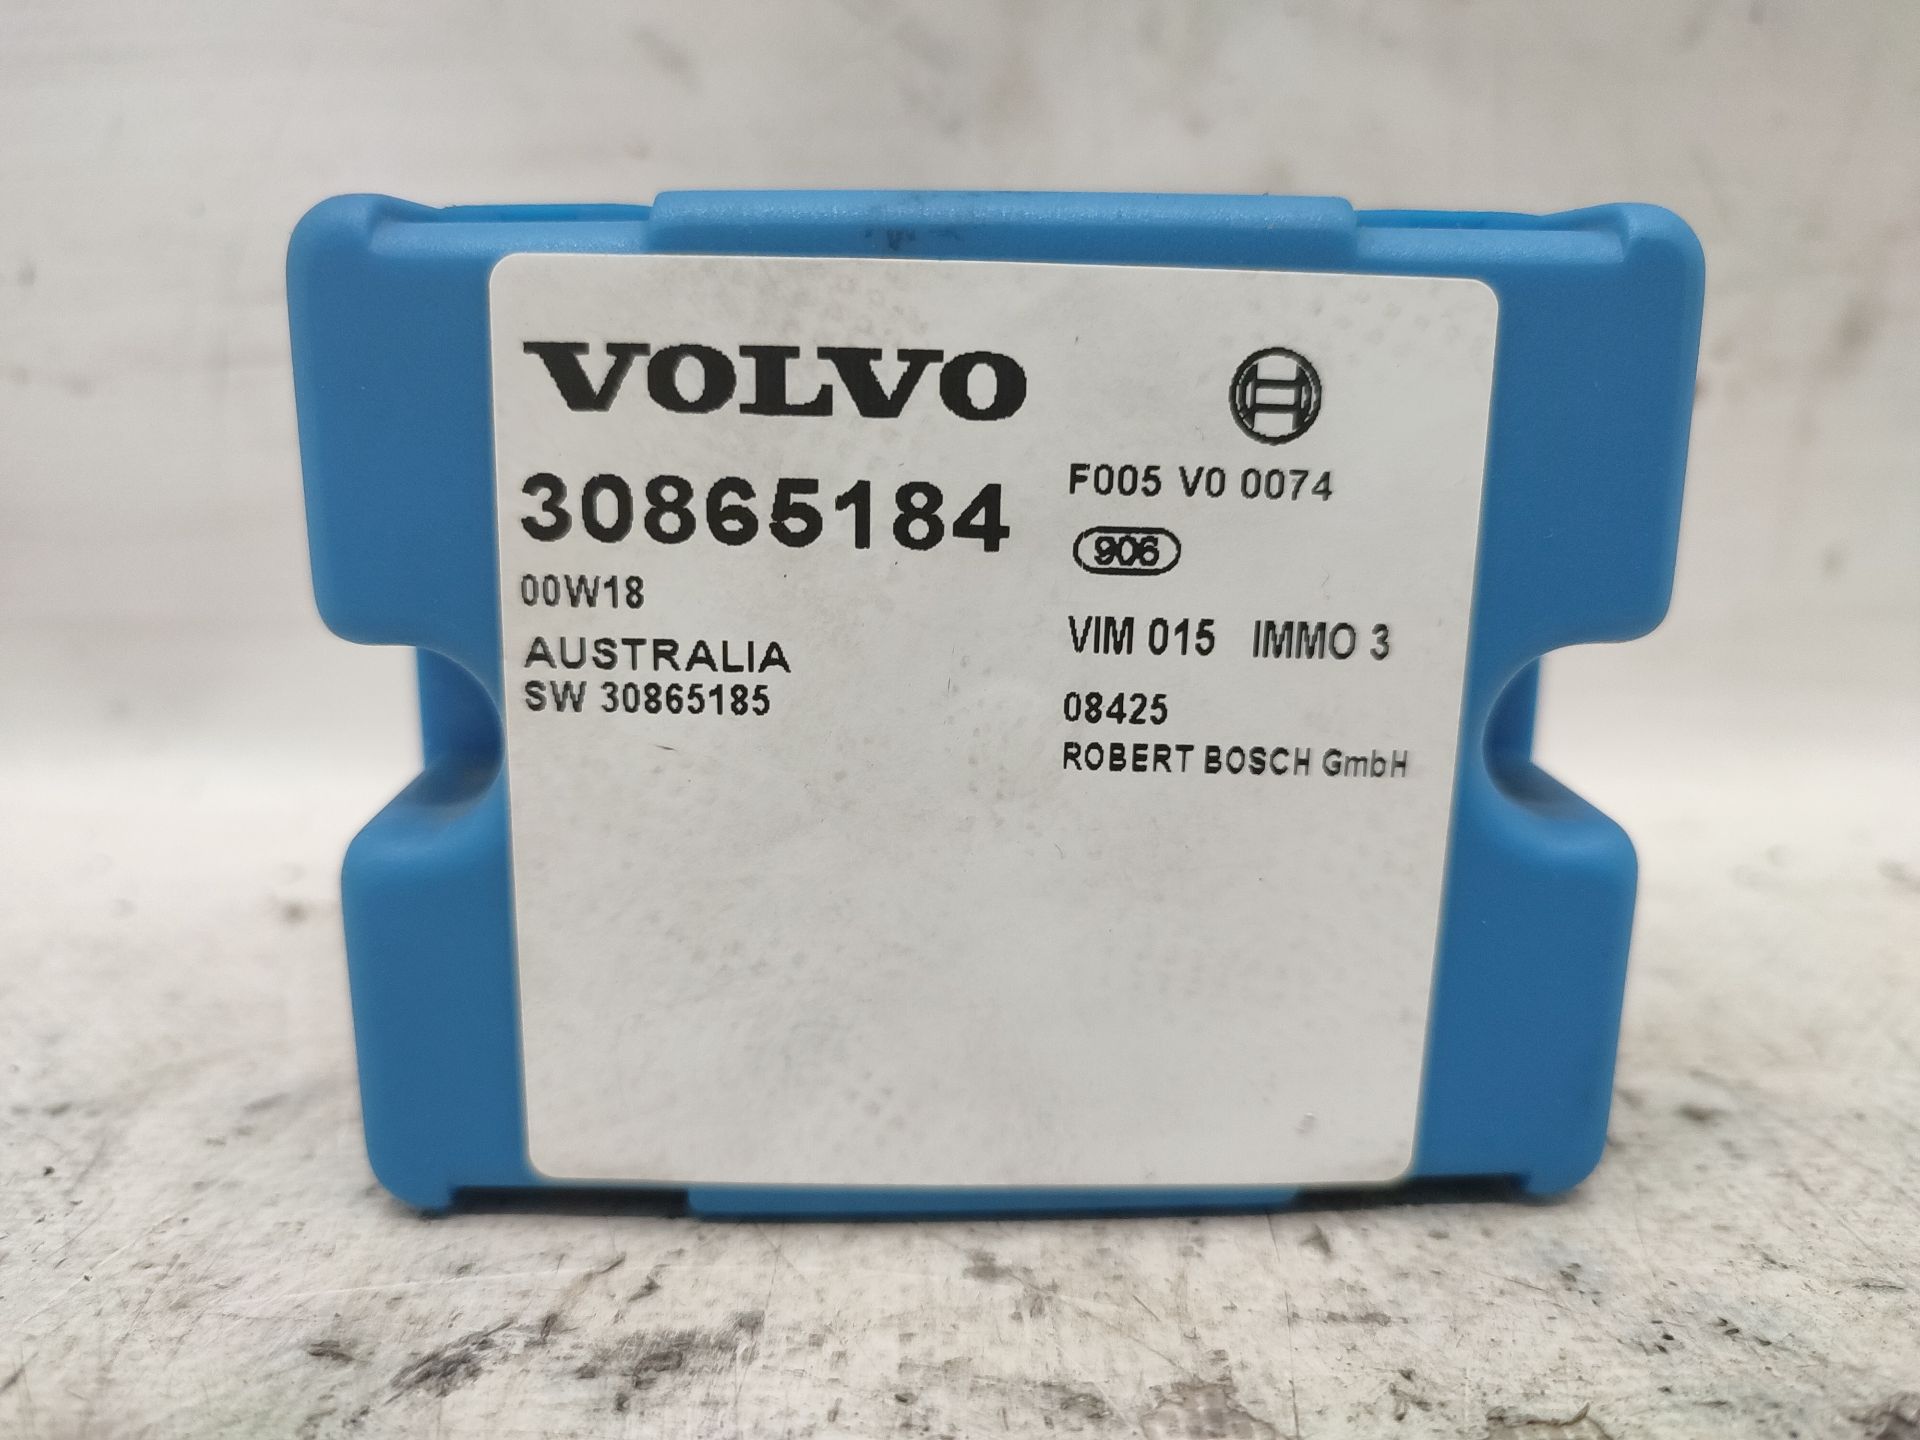 VOLVO
30865184
00W18
AUSTRALIA
SW 30865185
F005 V0 0074
906
VIM 015 IMMO 3
08425
ROBERT BOSCH GmbH